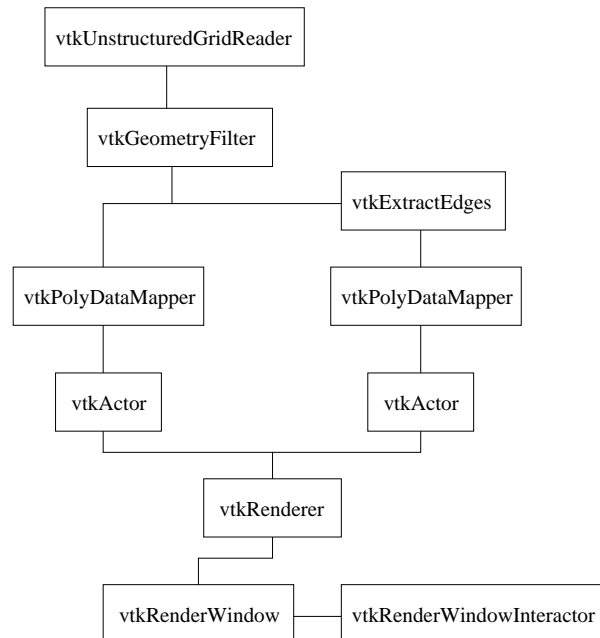 vtkUnstructuredGridReader
vtkGeometryFilter
vtkExtractEdges
vtkPolyDataMapper
vtkPolyDataMapper
vtkActor
vtkActor
vtkRenderer
vtkRenderWindow
vtkRenderWindowInteractor